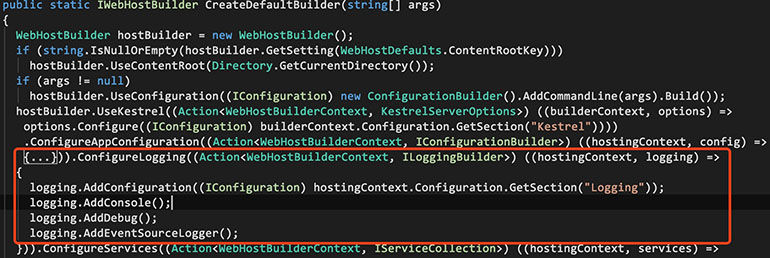 public static IWebHostBuilder CreateDefaultBuilder(string[] args)
{
  WebHostBuilder hostBuilder = new WebHostBuilder();
  if (string.IsNullOrEmpty(hostBuilder.GetSetting(WebHostDefaults.ContentRootKey)))
    hostBuilder.UseContentRoot(Directory.GetCurrentDirectory());
  if (args != null)
    hostBuilder.UseConfiguration((IConfiguration) new ConfigurationBuilder().AddCommandLine(args).Build());
  hostBuilder.UseKestrel((Action<WebHostBuilderContext, KestrelServerOptions>) ((builderContext, options) =>
   options.Configure((IConfiguration) builderContext.Configuration.GetSection("Kestrel"))))
   .ConfigureAppConfiguration((Action<WebHostBuilderContext, IConfigurationBuilder>) ((hostingContext, config) =>
   {...})).ConfigureLogging((Action<WebHostBuilderContext, ILoggingBuilder>) ((hostingContext, logging) =>
  {
    logging.AddConfiguration((IConfiguration) hostingContext.Configuration.GetSection("Logging"));
    logging.AddConsole();
    logging.AddDebug();
    logging.AddEventSourceLogger();
  })).ConfigureServices((Action<WebHostBuilderContext, IServiceCollection>) ((hostingContext, services) =>